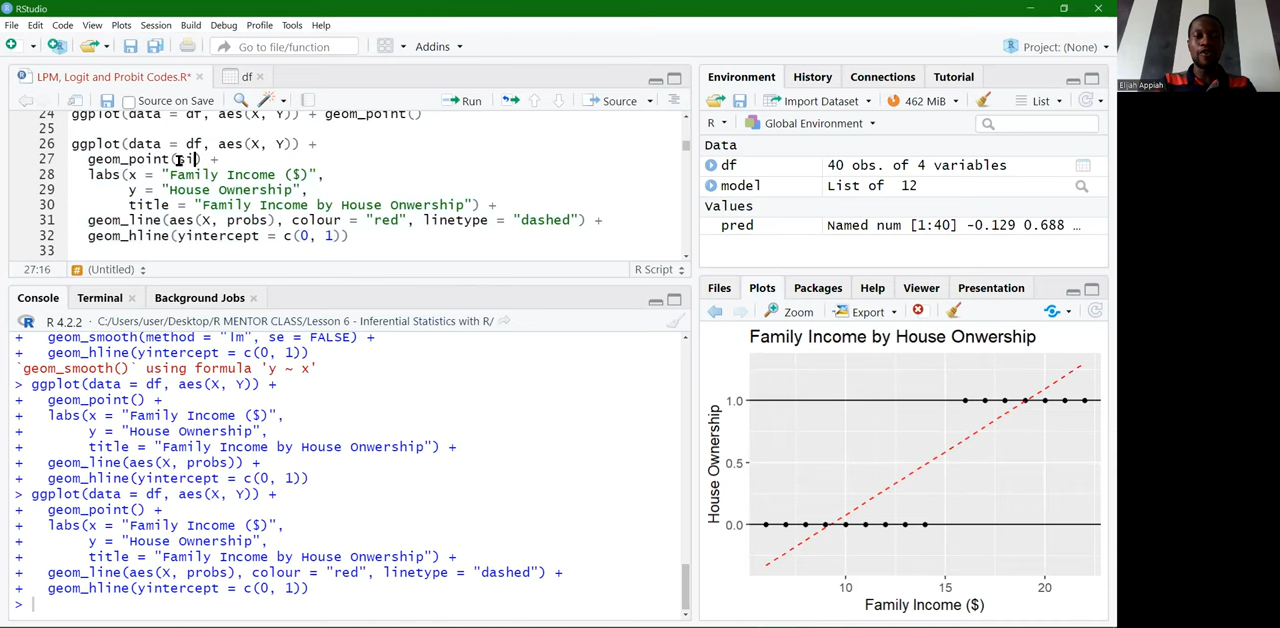 RStudio
File Edit Code View Plots Session Build Debug Profile Tools Help
Go to file/function Addins Project: (None)
Elijah Appiah
LPM, Logit and Probit Codes.R* df
Source on Save Run Source
24 ggplot(data = df, aes(X, Y)) + geom_point()
25
26 ggplot(data = df, aes(X, Y)) +
27 geom_point(si) +
28 labs(x = "Family Income ($)",
29 y = "House Ownership",
30 title = "Family Income by House Onwership") +
31 geom_line(aes(X, probs), colour = "red", linetype = "dashed") +
32 geom_hline(yintercept = c(0, 1))
33
27:16 # (Untitled) R Script
Console Terminal Background Jobs
R R 4.2.2 . C:/Users/user/Desktop/R MENTOR CLASS/Lesson 6 - Inferential Statistics with R/
+ geom_smooth(method = "lm", se = FALSE) +
+ geom_hline(yintercept = c(0, 1))
`geom_smooth()` using formula 'y ~ x'
> ggplot(data = df, aes(X, Y)) +
+ geom_point() +
+ labs(x = "Family Income ($)",
+ y = "House Ownership",
+ title = "Family Income by House Onwership") +
+ geom_line(aes(X, probs)) +
+ geom_hline(yintercept = c(0, 1))
> ggplot(data = df, aes(X, Y)) +
+ geom_point() +
+ labs(x = "Family Income ($)",
+ y = "House Ownership",
+ title = "Family Income by House Onwership") +
+ geom_line(aes(X, probs), colour = "red", linetype = "dashed") +
+ geom_hline(yintercept = c(0, 1))
>
Environment History Connections Tutorial
Import Dataset 462 MiB List
R Global Environment
Data
df 40 obs. of 4 variables
model List of 12
Values
pred Named num [1:40] -0.129 0.688 …
Files Plots Packages Help Viewer Presentation
Zoom Export
Family Income by House Onwership
House Ownership
1.0
0.5
0.0
10 15 20
Family Income ($)